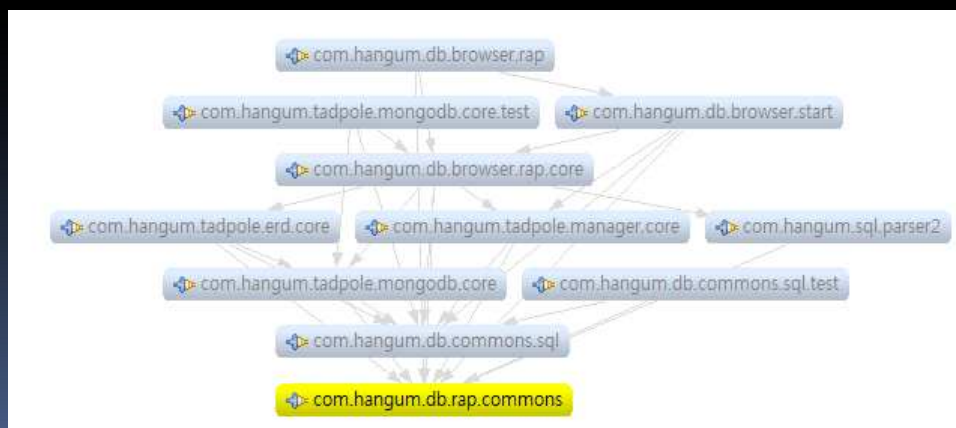 com.hangum.db.browser.rap
com.hangum.tadpole.mongodb.core.test
com.hangum.db.browser.start
com.hangum.db.browser.rap.core
com.hangum.tadpole.erd.core
com.hangum.tadpole.manager.core
com.hangum.sql.parser2
com.hangum.tadpole.mongodb.core
com.hangum.db.commons.sql.test
com.hangum.db.commons.sql
com.hangum.db.rap.commons